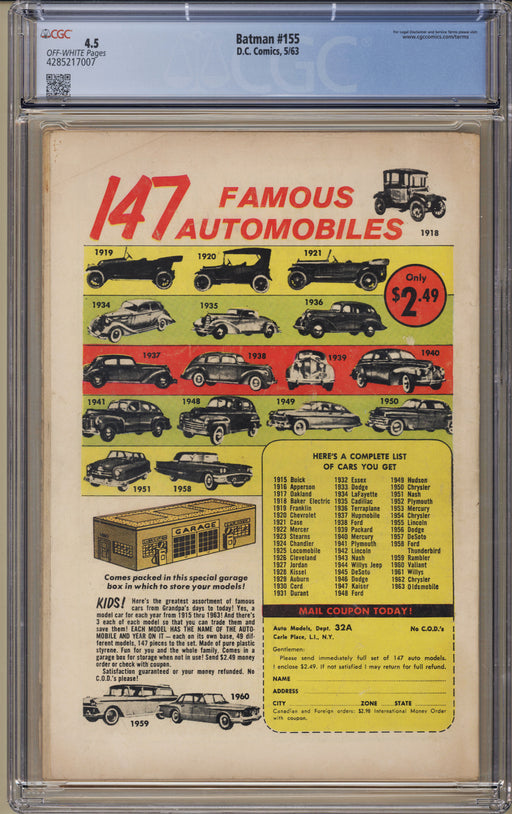 CGC
4.5
OFF-WHITE Pages
4285217007
Batman #155
D.C. Comics, 5/63
For Legal Disclaimer and Service Terms please visit:
www.cgccomics.com/terms
CGC
147 FAMOUS
AUTOMOBILES
1918
1919
1920
1921
Only
$2.49
1934
1935
1936
1937
1938
1939
1940
1941
1948
1949
1950
1951
1958
GARAGE
Comes packed in this special garage
box in which to store your models!
KIDS! Here's the greatest assortment of famous
cars from Grandpa's days to today! Yes, a
model car for each year from 1915 thru 1963! And there's
3 each of each model so that you can trade them and
save them! EACH MODEL HAS THE NAME OF THE AUTO-
MOBILE AND YEAR ON IT — each on its own base, 49 dif-
ferent models, 147 pieces to the set. Made of pure plastic
styrene. Fun for you and the whole family, Comes in a
garage box for storage when not in use! Send $2.49 money
order or check with coupon.
Satisfaction guaranteed or your money refunded. No
C.O.D.'s please!
1959
1960
HERE'S A COMPLETE LIST
OF CARS YOU GET
1915 Buick
1916 Apperson
1917 Oakland
1918 Baker Electric
1919 Franklin
1920 Chevrolet
1921 Case
1922 Mercer
1923 Stearns
1924 Chandler
1925 Locomobile
1926 Cleveland
1927 Jordan
1928 Kissel
1929 Auburn
1930 Cord
1931 Durant
1932 Essex
1933 Dodge
1934 LaFayette
1935 Cadillac
1936 Terraplane
1937 Hupmobile
1938 Ford
1939 Packard
1940 Mercury
1941 Plymouth
1942 Lincoln
1943 Nash
1944 Willys Jeep
1945 DeSoto
1946 Dodge
1947 Kaiser
1948 Ford
1949 Hudson
1950 Chrysler
1951 Nash
1952 Plymouth
1953 Mercury
1954 Chrysler
1955 Lincoln
1956 Dodge
1957 DeSoto
1958 Ford
Thunderbird
1959 Rambler
1960 Valiant
1961 Willys
1962 Chrysler
1963 Oldsmobile
MAIL COUPON TODAY!
Auto Models, Dept. 32A No C.O.D.'s
Carle Place, L.I., N.Y.
Gentlemen:
Please send immediately full set of 147 auto models.
I enclose $2.49. If not satisfied I may return for full refund.
NAME
ADDRESS
CITY ZONE STATE
Canadian and Foreign orders: $2.98 International Money Order
with coupon.